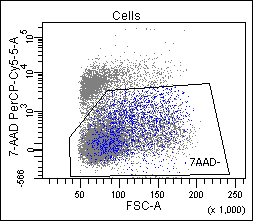 Cells
7-AAD PerCP-Cy5-5-A
10^5
10^4
10^3
0
-566
7AAD-
50 100 150 200 250
FSC-A
(x 1,000)